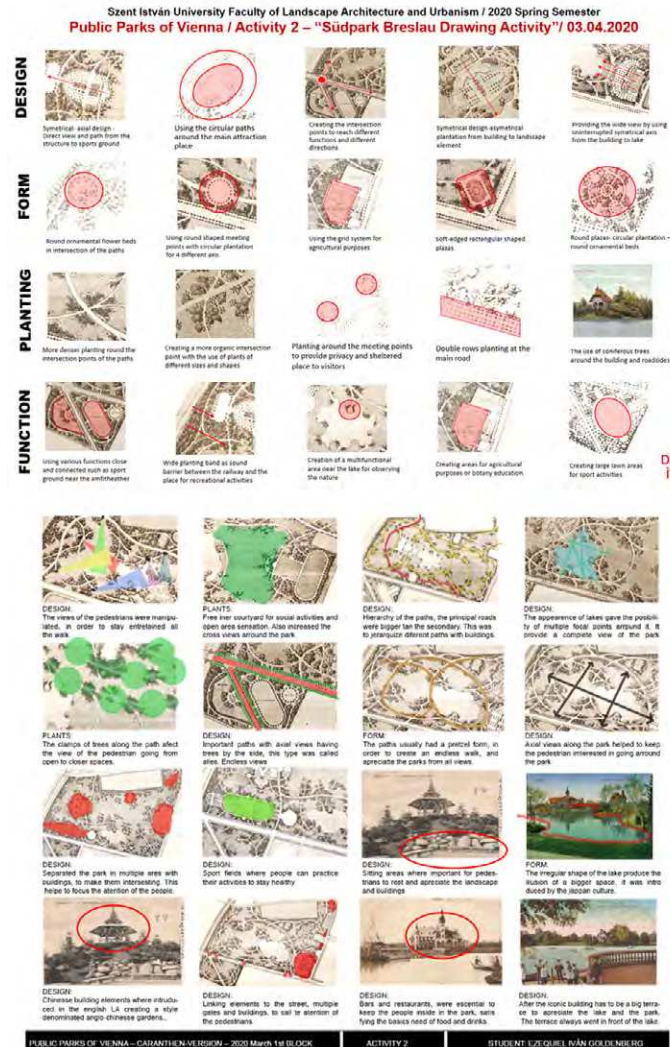 Szent István University Faculty of Landscape Architecture and Urbanism / 2020 Spring Semester
Public Parks of Vienna / Activity 2 – “Südpark Breslau Drawing Activity”/ 03.04.2020
DESIGN
Symetrical- axial design -
Direct view and path from the
structure to sports ground
Using the circular paths
around the main attraction
place
Creating the intersection
points to reach different
functions and different
directions
Symetrical design-asymetrical
plantation from building to landscape
element
Providing the wide view by using
uninterrupted symetrical axis
from the building to lake
FORM
Round ornamental flower beds
in intersection of the paths
Using round shaped meeting
points with circular plantation
for 4 different axis
Using the grid system for
agricultural purposes
Soft-edged rectengular shaped
plazas
Round plazas- circular plantation –
round ornamental beds
PLANTING
More denser planting round the
intersection points of the paths
Creating a more organic intersection
point with the use of plants of
different sizes and shapes
Planting around the meeting points
to provide privacy and sheltered
place to visitors
Double rows planting at the
main road
The use of coniferous trees
around the building and roadsides
FUNCTION
Using various functions close
and connected such as sport
ground near the amfitheather
Wide planting band as sound
barrier between the railway and the
place for recreational activities
Creation of a multifunctional
area near the lake for observing
the nature
Creating areas for agricultural
purposes or botany education
Creating large lawn areas
for sport activities
D
i
DESIGN:
The views of the pedestrians were manipu-
lated, in order to stay entretained all
the walk
PLANTS:
Free iner courtyard for social activities and
open area sensation. Also increased the
cross views arround the park
DESIGN:
Hierarchy of the paths, the principal roads
were bigger tan the secondary. This was
to jerarquize diferent paths with buildings.
DESIGN:
The appearence of lakes gave the posibili-
ty of multiple focal points arround it. It
provide a complete view of the park
PLANTS:
The clamps of trees along the path afect
the view of the pedestrian going from
open to closer spaces.
DESIGN:
Important paths with axial views having
trees by the side, this type was called
alles. Endless views
FORM:
The paths usually had a pretzel form, in
order to create an endless walk, and
apreciate the parks from all views.
DESIGN:
Axial views along the park helped to keep
the pedestrian imterested in going arround
the park
DESIGN:
Separated the park in multiple ares with
buildings, to make them intersesting. This
helpe to focus the atention of the people.
DESIGN:
Sport fields where people can practice
their activities to stay healthy
DESIGN:
Sitting areas where important for pedes-
trians to rest and apreciate the landscape
and buildings
FORM:
The irregular shape of the lake produce the
illusion of a bigger space, it was intro
duced by the jappan culture.
DESIGN:
Chinese building elements where intruduc-
ed in the english LA creating a style
denominated anglo-chinesse gardens..
DESIGN:
Linking elements to the street, multiple
gates and buildings, to call te atention of
the pedestrians
DESIGN:
Bars and restaurants, were escential to
keep the people inside in the park, satis
fying the basics need of food and drinks.
DESIGN:
After the iconic building has to be a big terra-
se to apreciate the lake and the park.
The terrace always went in front of the lake.
PUBLIC PARKS OF VIENNA – CARANTHEN-VERSION – 2020 March 1st BLOCK
ACTIVITY 2
STUDENT: EZEQUIEL IVÁN GOLDENBERG